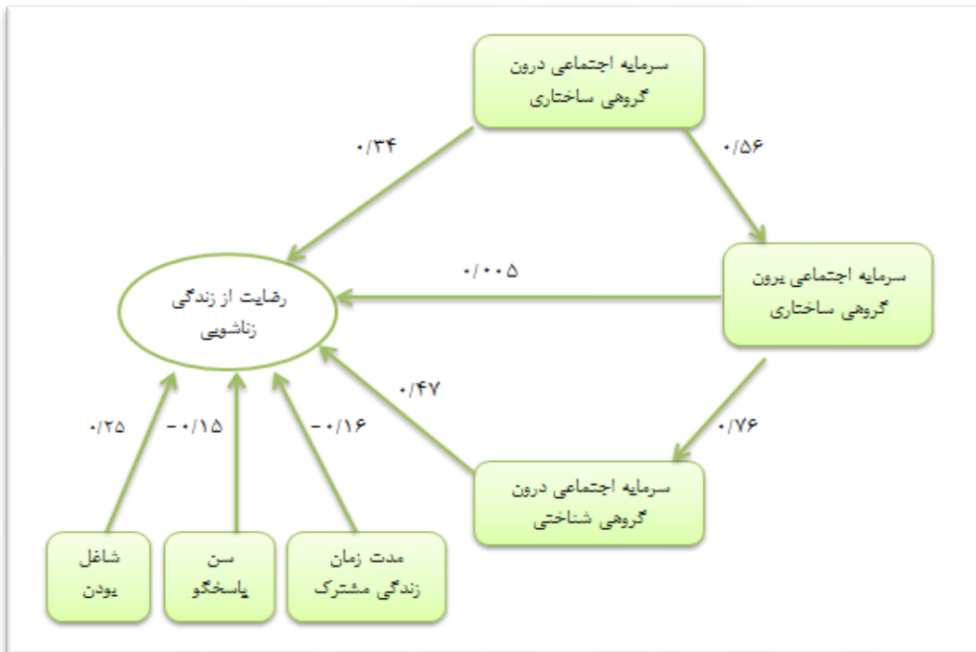 سرمایه اجتماعی درون
گروهی ساختاری
۰/۳۴
۰/۵۶
سرمایه اجتماعی یرون
گروهی ساختاری
۰/۰۰۵
رضایت از زندگی
زناشویی
۰/۴۷
۰/۷۶
-۰/۱۶
-۰/۱۵
۰/۲۵
سرمایه اجتماعی درون
گروهی شناختی
مدت زمان
زندگی مشترک
سن
پاسخگو
شاغل
یودن